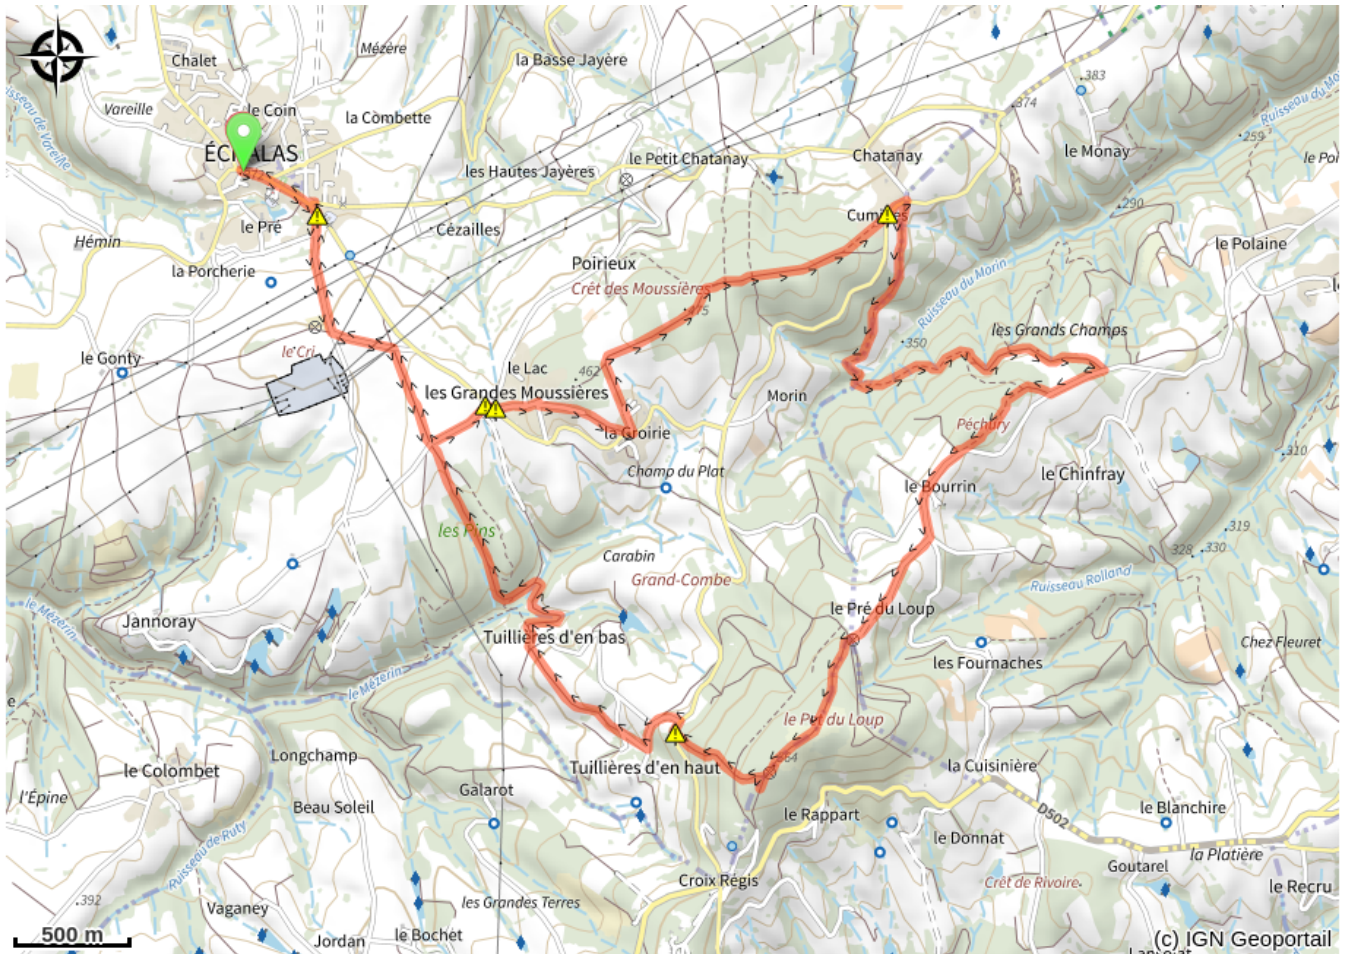 Mézère
Chalet
la Basse Jayère
383
374
le Coin
Vareille
la Combette
Ruisseau de Vareille
259
ÉCHALAS
le Petit Chatanay
Chatanay
le Monay
les Hautes Jayères
290
le Pré
Cézailles
Hémin
le Polaine
la Porcherie
Poirieux
Crêt des Moussières
Ruisseau du Morin
les Grands Champs
350
le Cri
le Gonty
le Lac
462
les Grandes Moussières
Morin
la Groirie
Péchury
Champ du Plat
le Chinfray
310
le Bourrin
les Pins
319
328
330
Carabin
Grand-Combe
Ruisseau Rolland
le Mézerin
Jannoray
le Pré du Loup
Tuillières d'en bas
Chez Fleuret
les Fournaches
le Mézerin
le Pet du Loup
Longchamp
le Colombet
Tuillières d'en haut
la Cuisinière
l'Épine
Beau Soleil
Galarot
le Rappart
D502
le Blanchire
le Donnat
la Platière
Ruisseau de Ruty
Goutarel
Croix Régis
Crêt de Rivoire
le Recru
392
Vaganey
les Grandes Terres
500 m
Jordan
le Bochet
(c) IGN Geoportail